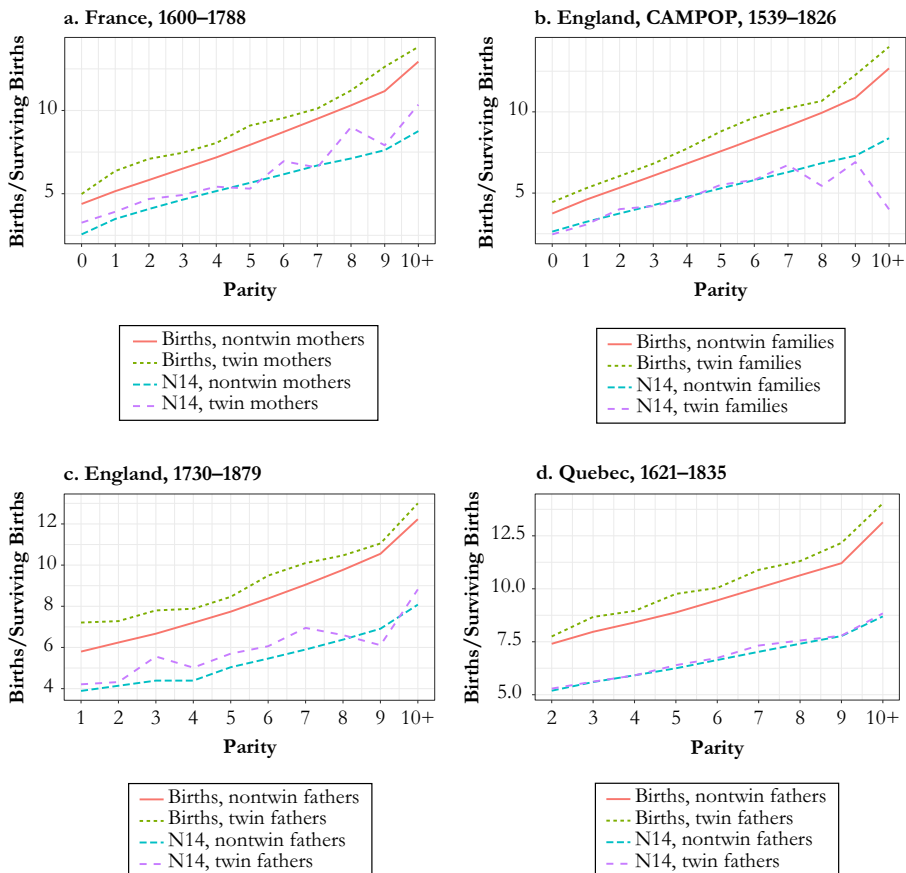 a. France, 1600–1788
Births/Surviving Births
10
5
0 1 2 3 4 5 6 7 8 9 10+
Parity
Births, nontwin mothers
Births, twin mothers
N14, nontwin mothers
N14, twin mothers
b. England, CAMPOP, 1539–1826
Births/Surviving Births
10
5
0 1 2 3 4 5 6 7 8 9 10+
Parity
Births, nontwin families
Births, twin families
N14, nontwin families
N14, twin families
c. England, 1730–1879
Births/Surviving Births
12
10
8
6
4
1 2 3 4 5 6 7 8 9 10+
Parity
Births, nontwin fathers
Births, twin fathers
N14, nontwin fathers
N14, twin fathers
d. Quebec, 1621–1835
Births/Surviving Births
12.5
10.0
7.5
5.0
2 3 4 5 6 7 8 9 10+
Parity
Births, nontwin fathers
Births, twin fathers
N14, nontwin fathers
N14, twin fathers